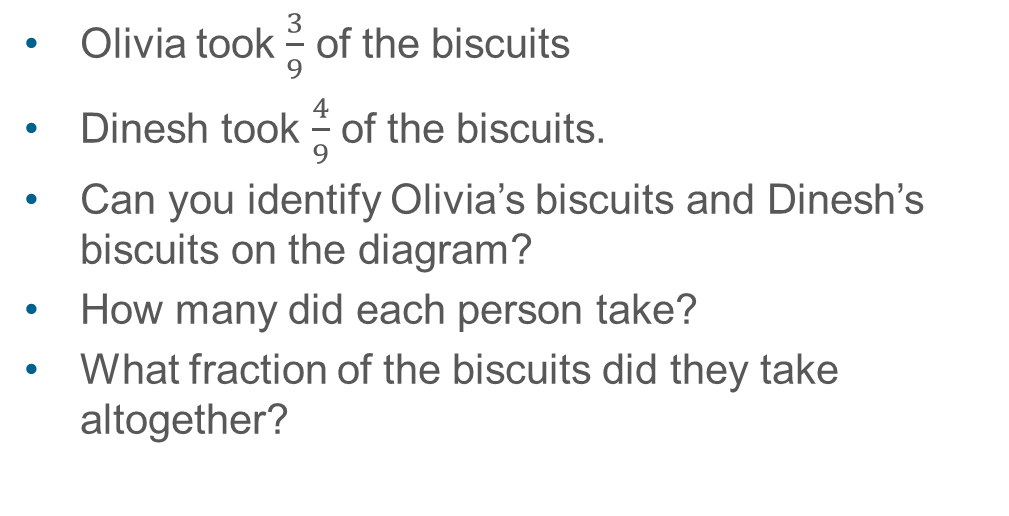 • Olivia took 3/9 of the biscuits
• Dinesh took 4/9 of the biscuits.
• Can you identify Olivia’s biscuits and Dinesh’s
biscuits on the diagram?
• How many did each person take?
• What fraction of the biscuits did they take
altogether?